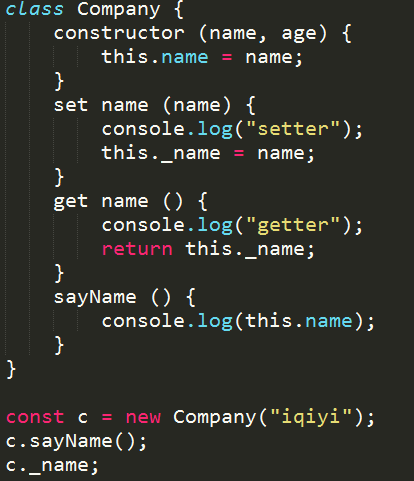 class Company {
    constructor (name, age) {
        this.name = name;
    }
    set name (name) {
        console.log("setter");
        this._name = name;
    }
    get name () {
        console.log("getter");
        return this._name;
    }
    sayName () {
        console.log(this.name);
    }
}

const c = new Company("iqiyi");
c.sayName();
c._name;